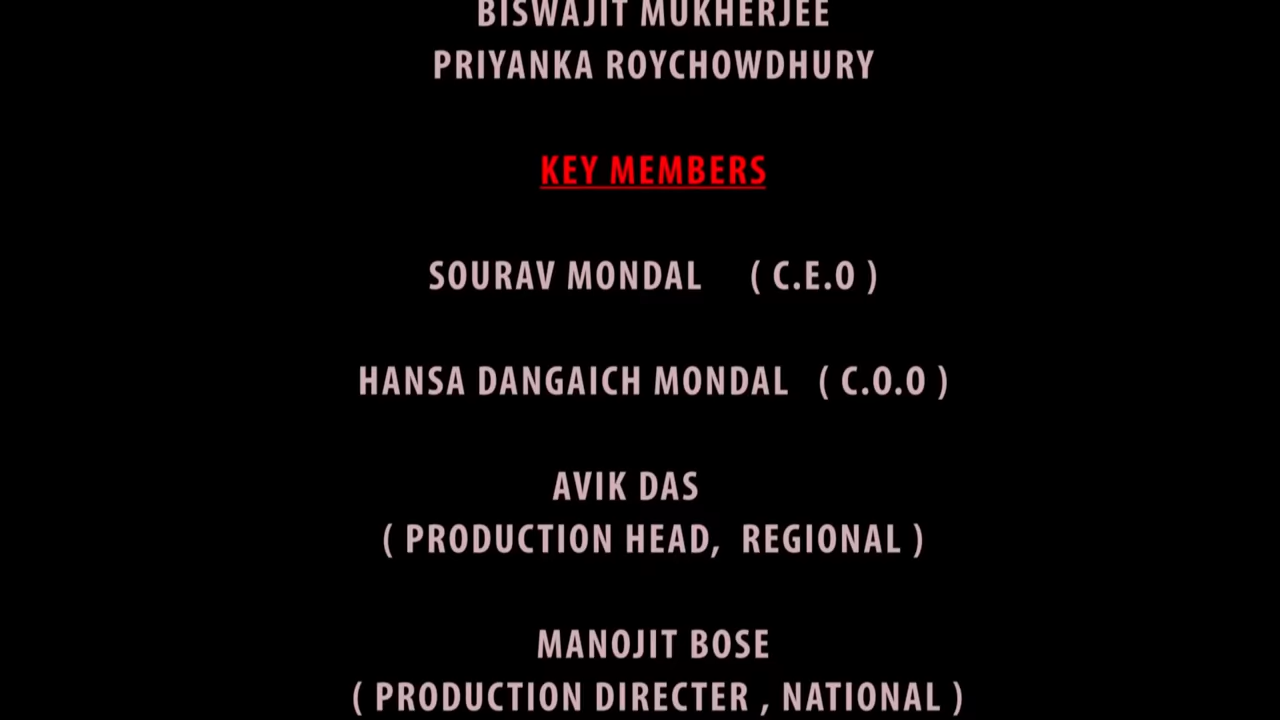 BISWAJIT MUKHERJEE
PRIYANKA ROYCHOWDHURY
KEY MEMBERS
SOURAV MONDAL ( C.E.O )
HANSA DANGAICH MONDAL ( C.O.O )
AVIK DAS
( PRODUCTION HEAD, REGIONAL )
MANOJIT BOSE
( PRODUCTION DIRECTER , NATIONAL )